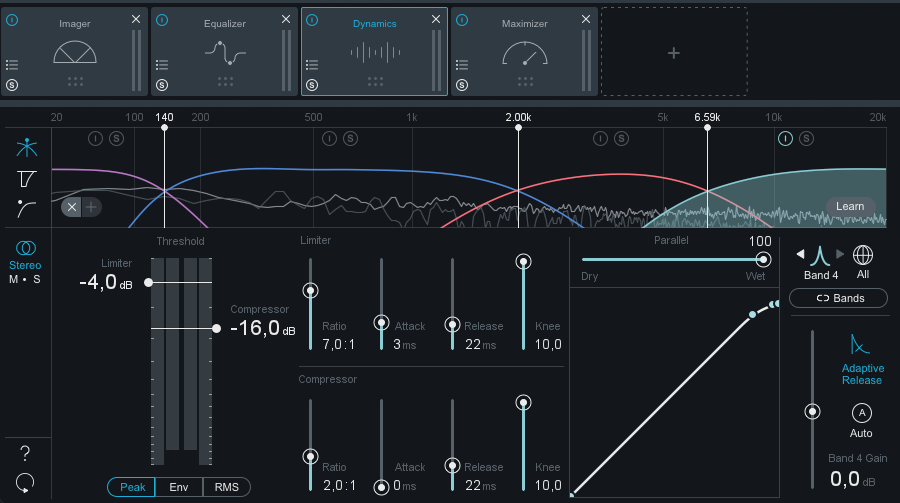 Imager
Equalizer
Dynamics
Maximizer
S
S
S
S
20 100 140 200 500 1k 2.00k 5k 6.59k 10k 20k
I S I S I S I S
Learn
Stereo
M • S
Threshold
Limiter
-4,0 dB
Compressor
-16,0 dB
Peak Env RMS
Limiter
Ratio Attack Release Knee
7,0:1 3 ms 22 ms 10,0
Compressor
Ratio Attack Release Knee
2,0:1 0 ms 22 ms 10,0
Parallel 100
Dry Wet
Band 4 All
Bands
Adaptive
Release
A
Auto
Band 4 Gain
0,0 dB
?